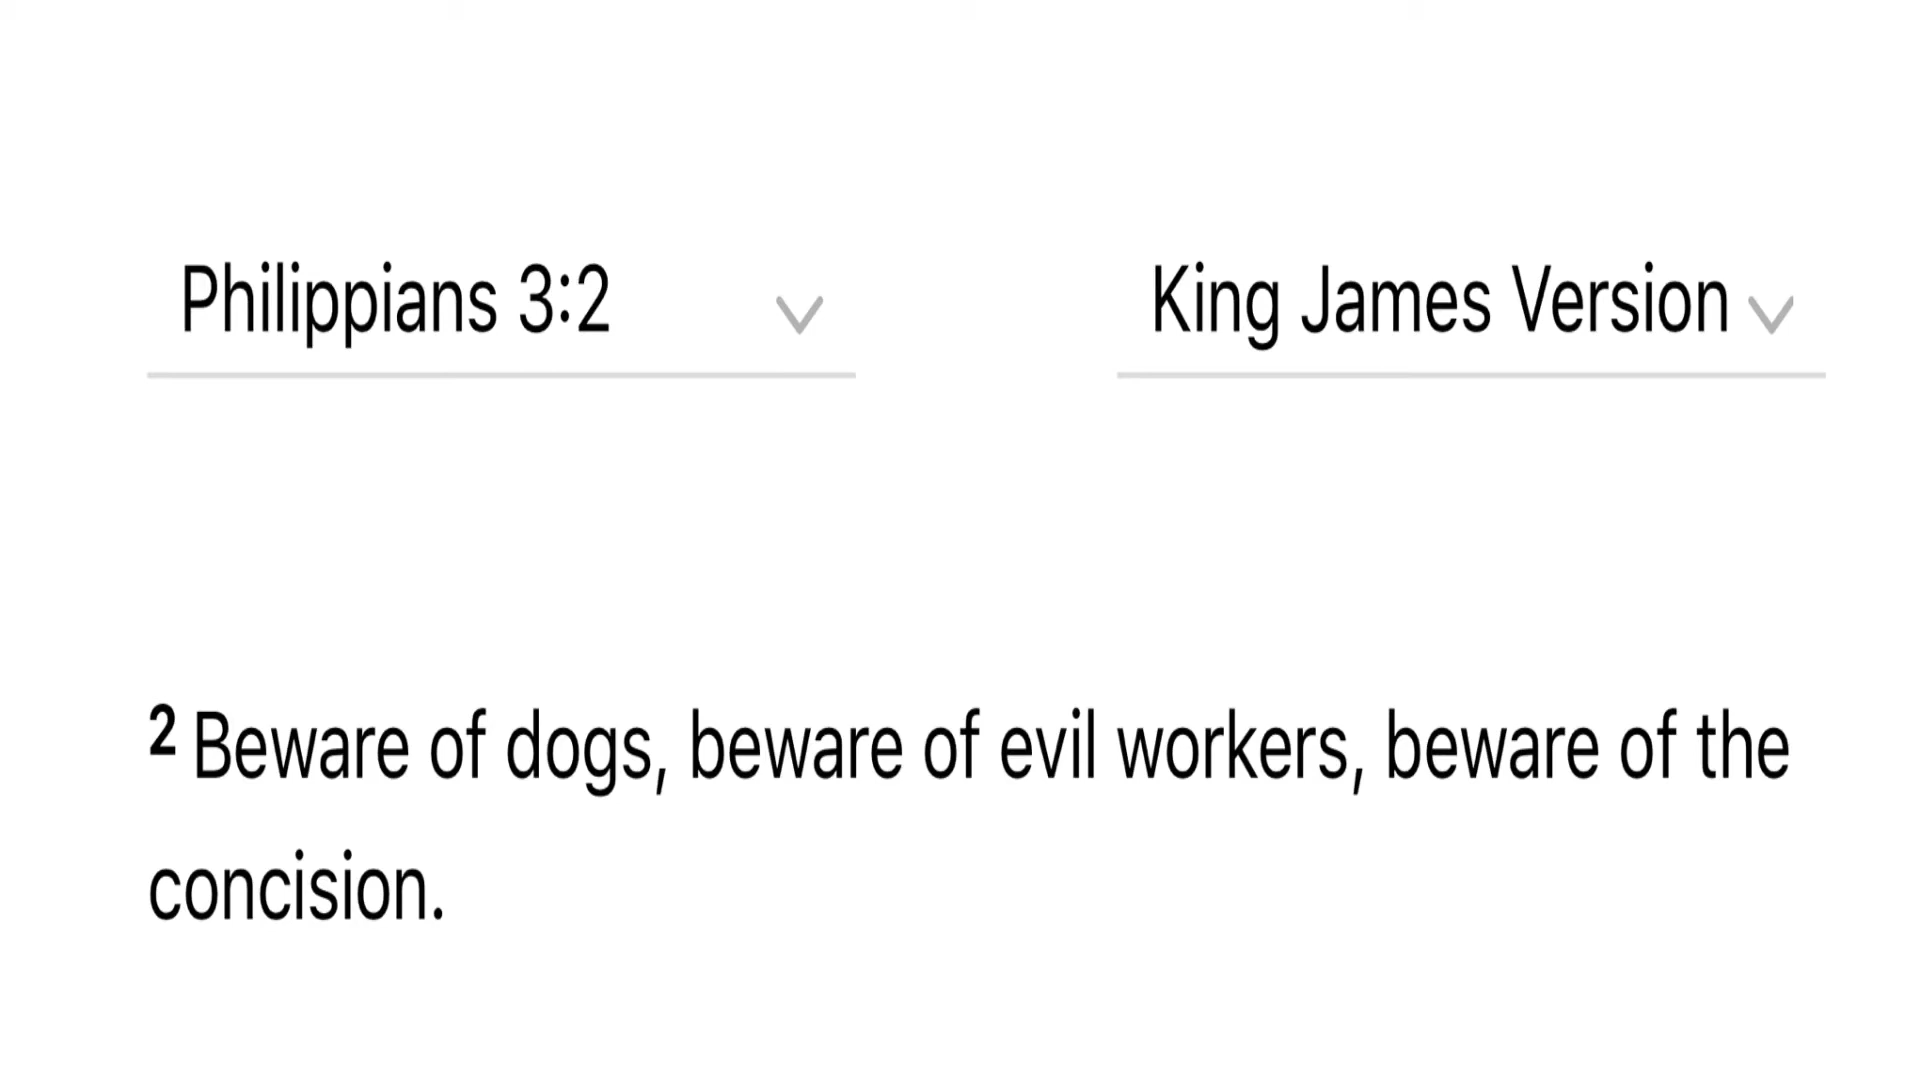 Philippians 3:2
King James Version
2 Beware of dogs, beware of evil workers, beware of the
concision.